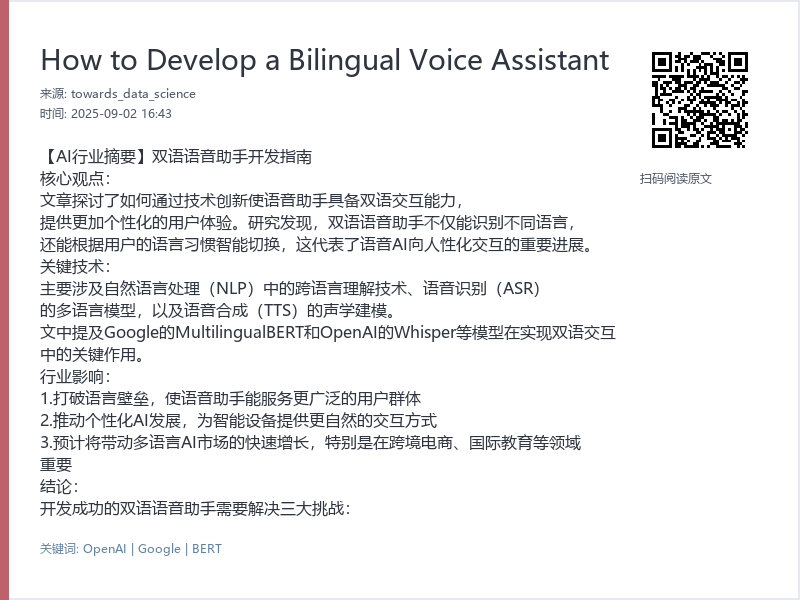 How to Develop a Bilingual Voice Assistant
来源: towards_data_science
时间: 2025-09-02 16:43
扫码阅读原文
【AI行业摘要】双语语音助手开发指南
核心观点：
文章探讨了如何通过技术创新使语音助手具备双语交互能力，
提供更加个性化的用户体验。研究发现，双语语音助手不仅能识别不同语言，
还能根据用户的语言习惯智能切换，这代表了语音AI向人性化交互的重要进展。
关键技术：
主要涉及自然语言处理（NLP）中的跨语言理解技术、语音识别（ASR）
的多语言模型，以及语音合成（TTS）的声学建模。
文中提及Google的MultilingualBERT和OpenAI的Whisper等模型在实现双语交互
中的关键作用。
行业影响：
1.打破语言壁垒，使语音助手能服务更广泛的用户群体
2.推动个性化AI发展，为智能设备提供更自然的交互方式
3.预计将带动多语言AI市场的快速增长，特别是在跨境电商、国际教育等领域
重要
结论：
开发成功的双语语音助手需要解决三大挑战：
关键词: OpenAI | Google | BERT